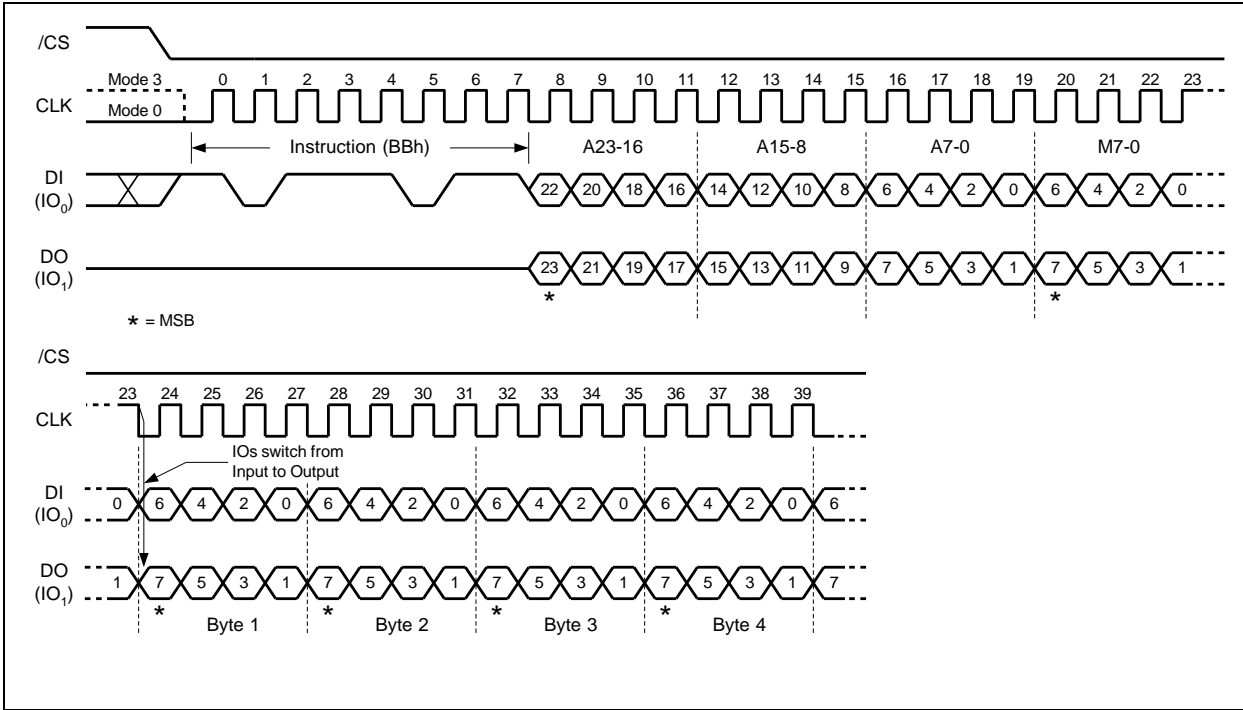 /CS
Mode 3 0 1 2 3 4 5 6 7 8 9 10 11 12 13 14 15 16 17 18 19 20 21 22 23
CLK Mode 0
Instruction (BBh) A23-16 A15-8 A7-0 M7-0
DI
(IO0) 22 20 18 16 14 12 10 8 6 4 2 0 6 4 2 0
DO
(IO1) 23 21 19 17 15 13 11 9 7 5 3 1 7 5 3 1
* *
* = MSB
/CS
23 24 25 26 27 28 29 30 31 32 33 34 35 36 37 38 39
CLK
IOs switch from
Input to Output
DI
(IO0) 0 6 4 2 0 6 4 2 0 6 4 2 0 6 4 2 0 6
DO
(IO1) 1 7 5 3 1 7 5 3 1 7 5 3 1 7 5 3 1 7
* * * *
Byte 1 Byte 2 Byte 3 Byte 4